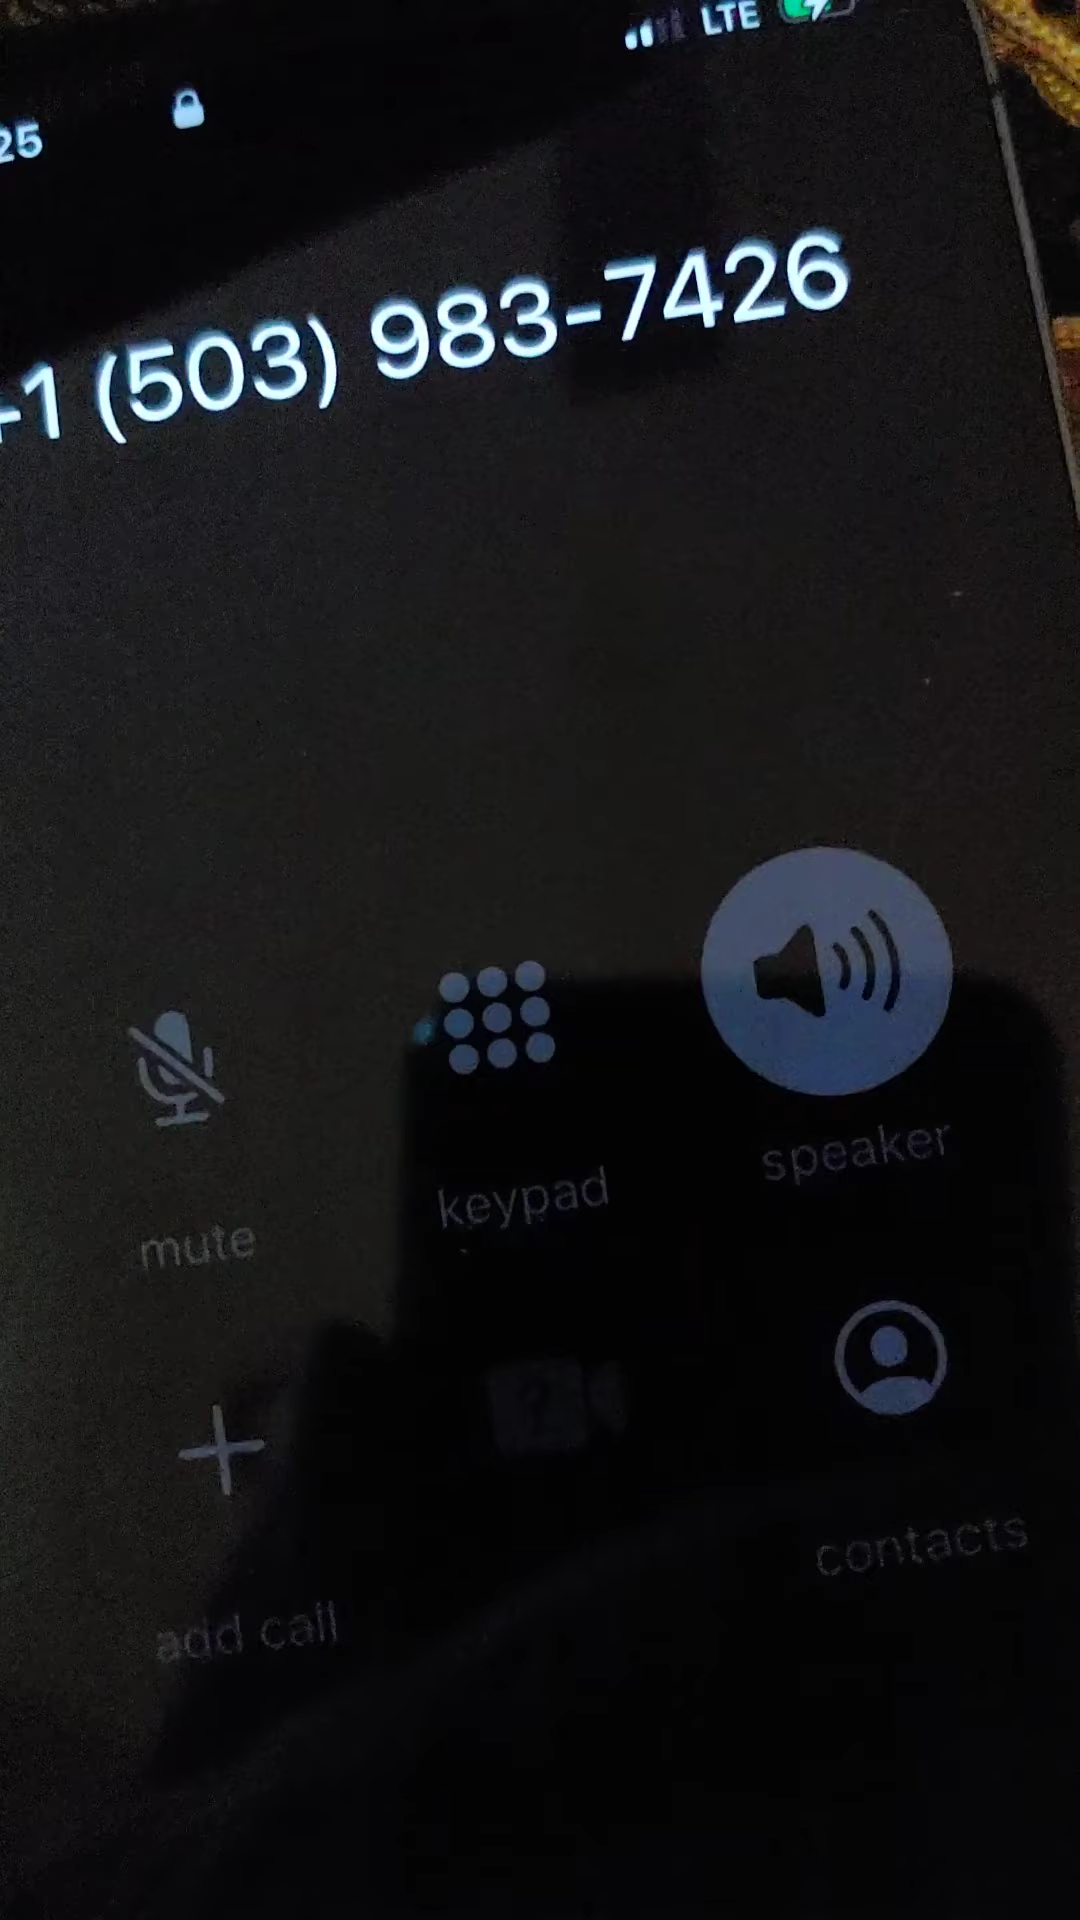 LTE
25
+1 (503) 983-7426
mute
keypad
speaker
add call
contacts